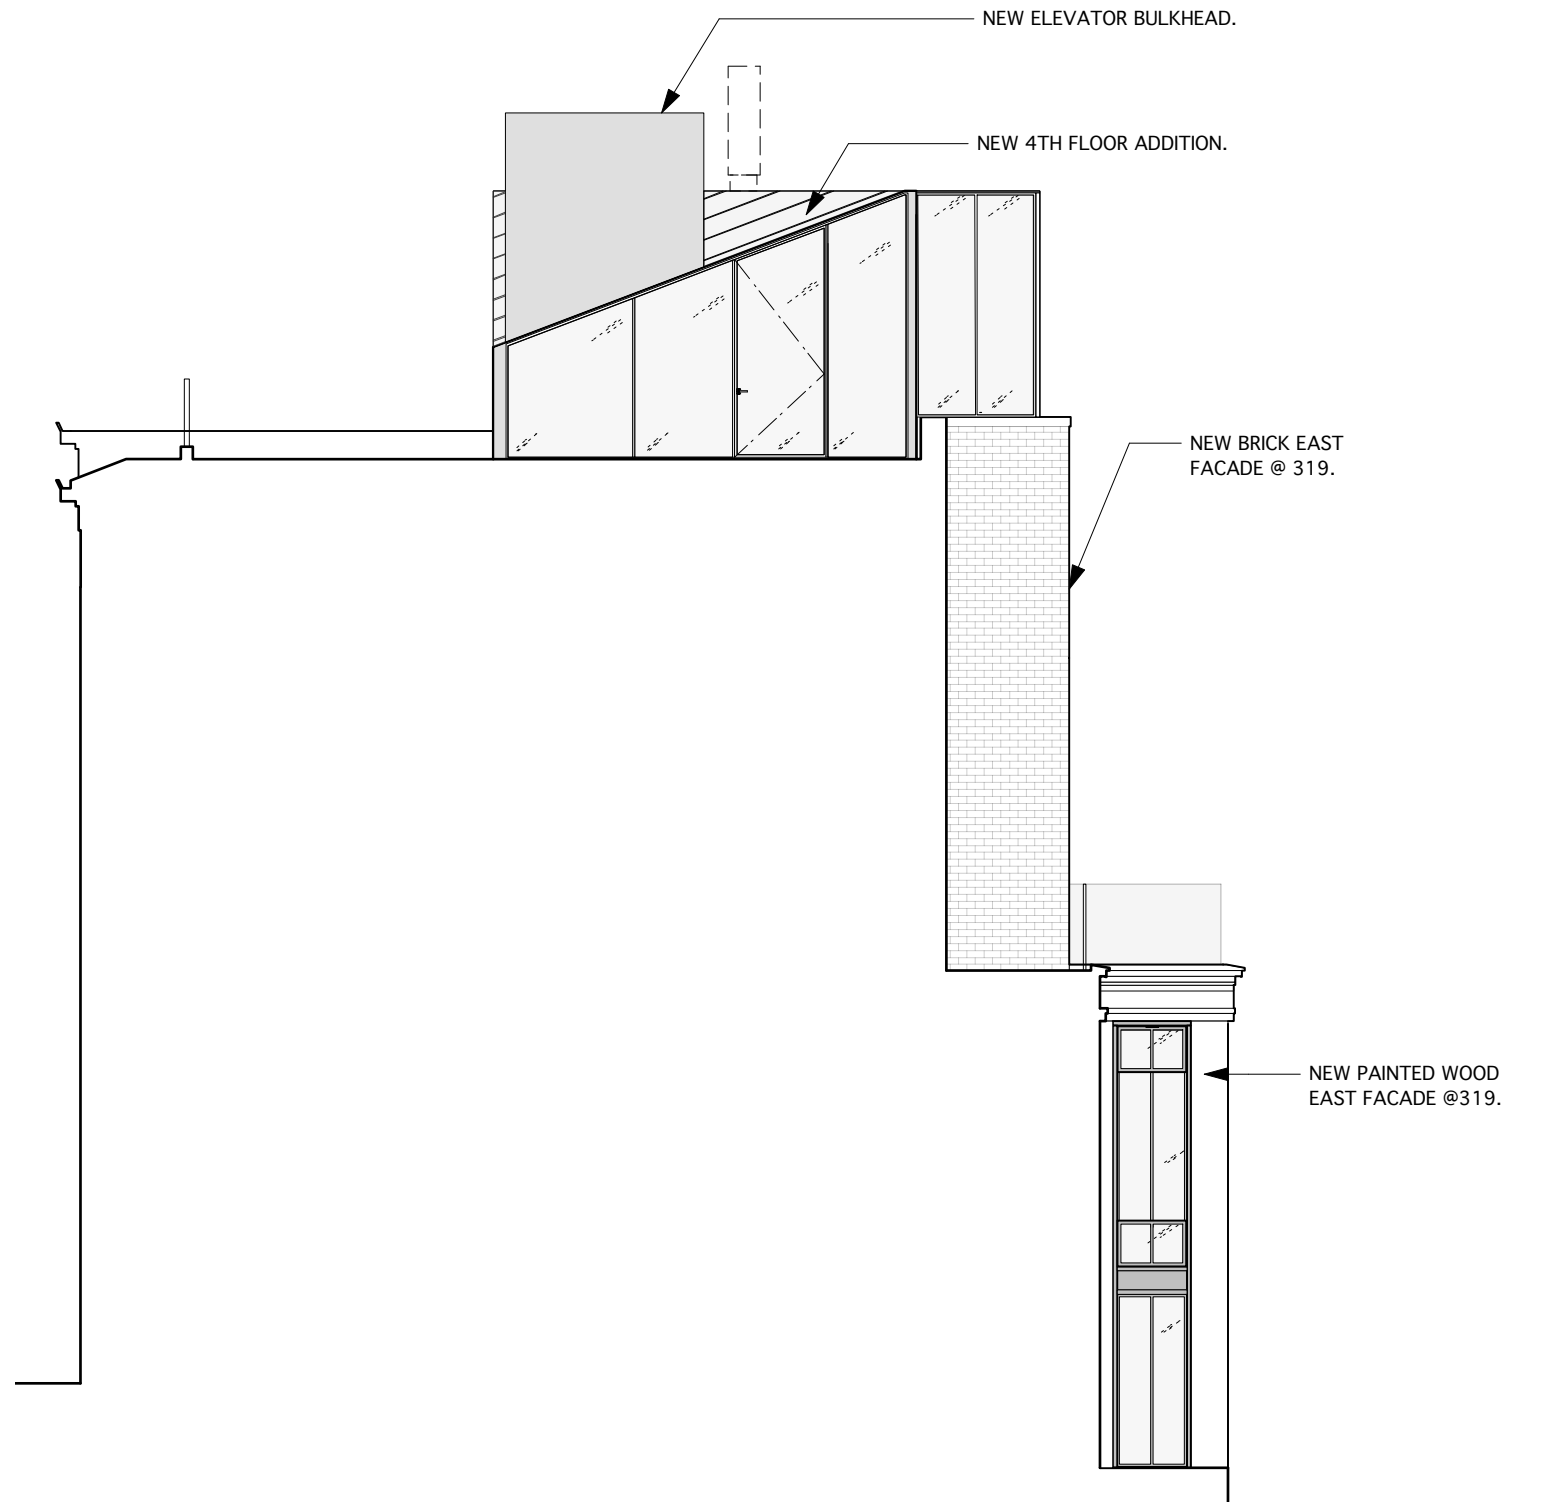 NEW ELEVATOR BULKHEAD.
NEW 4TH FLOOR ADDITION.
NEW BRICK EAST
FACADE @ 319.
NEW PAINTED WOOD
EAST FACADE @319.